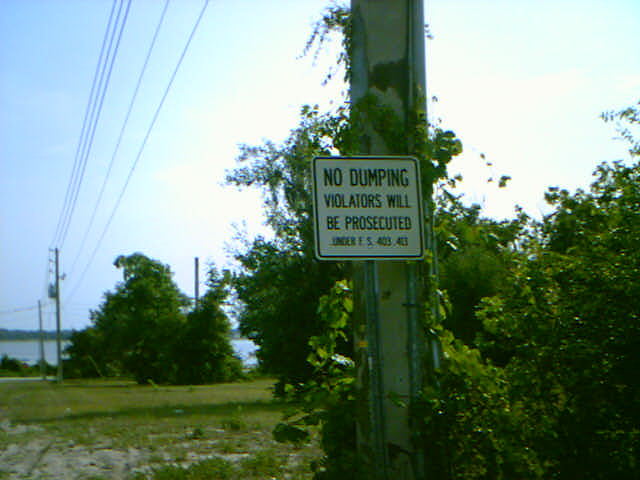 NO DUMPING
VIOLATORS WILL
BE PROSECUTED
UNDER F.S. 403.413